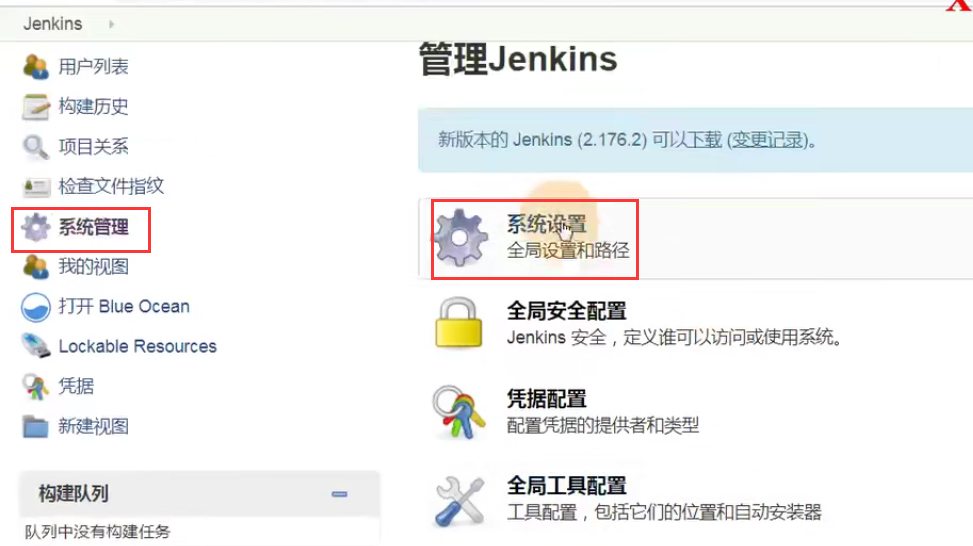 Jenkins
用户列表
构建历史
项目关系
检查文件指纹
系统管理
我的视图
打开 Blue Ocean
Lockable Resources
凭据
新建视图
构建队列
队列中没有构建任务
管理Jenkins
新版本的 Jenkins (2.176.2) 可以下载 (变更记录)。
系统设置
全局设置和路径
全局安全配置
Jenkins 安全，定义谁可以访问或使用系统。
凭据配置
配置凭据的提供者和类型
全局工具配置
工具配置，包括它们的位置和自动安装器